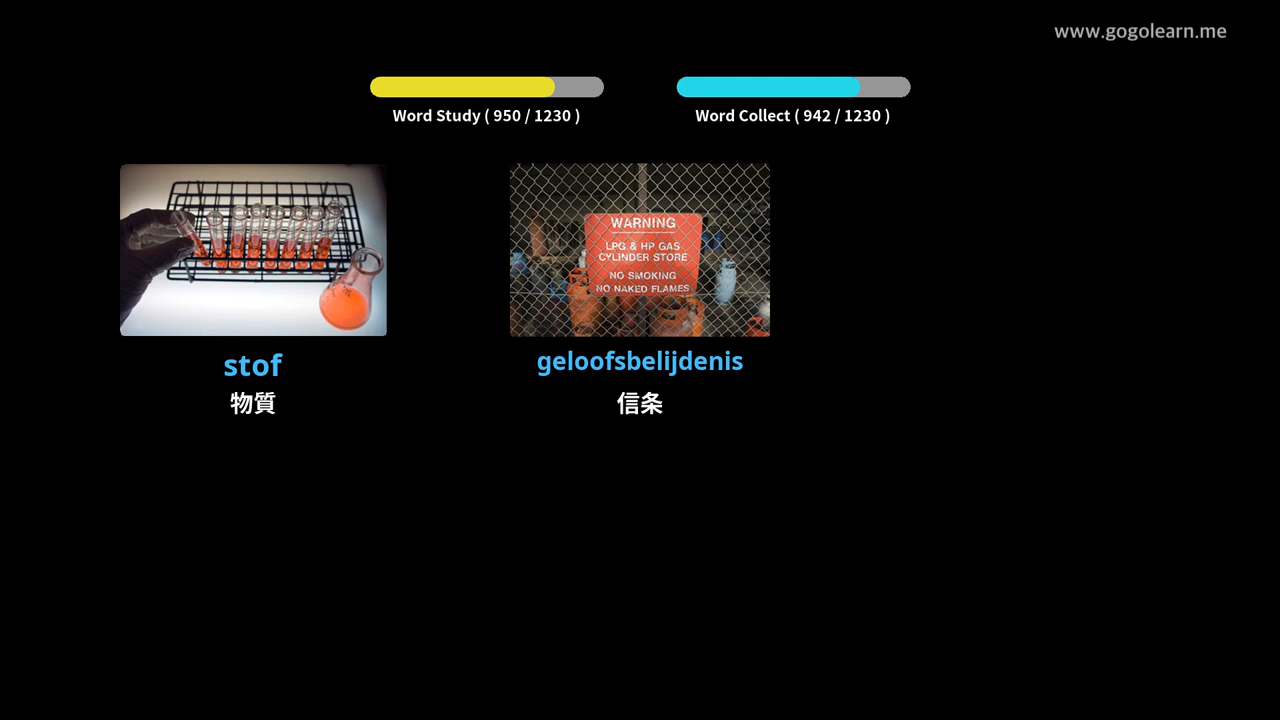 www.gogolearn.me
Word Study ( 950 / 1230 )
Word Collect ( 942 / 1230 )
WARNING
LPG & HP GAS
CYLINDER STORE
NO SMOKING
NO NAKED FLAMES
stof
物質
geloofsbelijdenis
信条